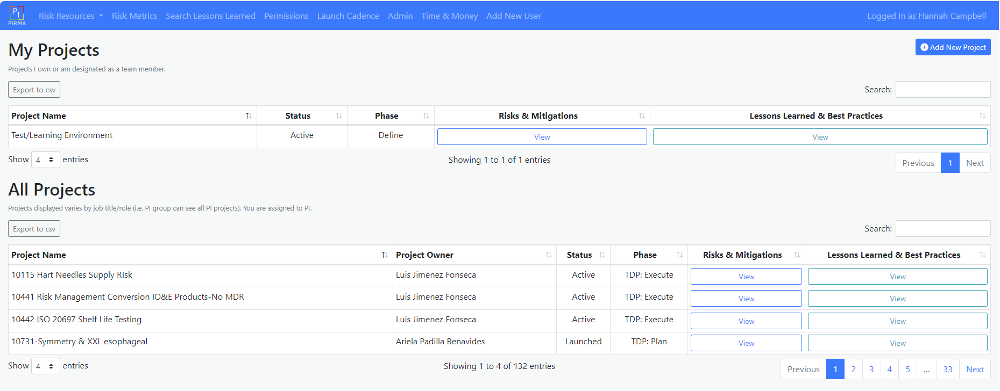 PI
PIRMA
Risk Resources Risk Metrics Search Lessons Learned Permissions Launch Cadence Admin Time & Money Add New User Logged In as Hannah Campbell
My Projects
Add New Project
Projects I own or am designated as a team member.
Export to csv Search:
Project Name Status Phase Risks & Mitigations Lessons Learned & Best Practices
Test/Learning Environment Active Define View View
Show 4 entries Showing 1 to 1 of 1 entries Previous 1 Next
All Projects
Projects displayed varies by job title/role (i.e. PI group can see all PI projects). You are assigned to PI.
Export to csv Search:
Project Name Project Owner Status Phase Risks & Mitigations Lessons Learned & Best Practices
10115 Hart Needles Supply RIsk Luis Jimenez Fonseca Active TDP: Execute View View
10441 Risk Management Conversion IO&E Products-No MDR Luis Jimenez Fonseca Active TDP: Execute View View
10442 ISO 20697 Shelf Life Testing Luis Jimenez Fonseca Active TDP: Execute View View
10731-Symmetry & XXL esophageal Ariela Padilla Benavides Launched TDP: Plan View View
Show 4 entries Showing 1 to 4 of 132 entries Previous 1 2 3 4 5 ... 33 Next